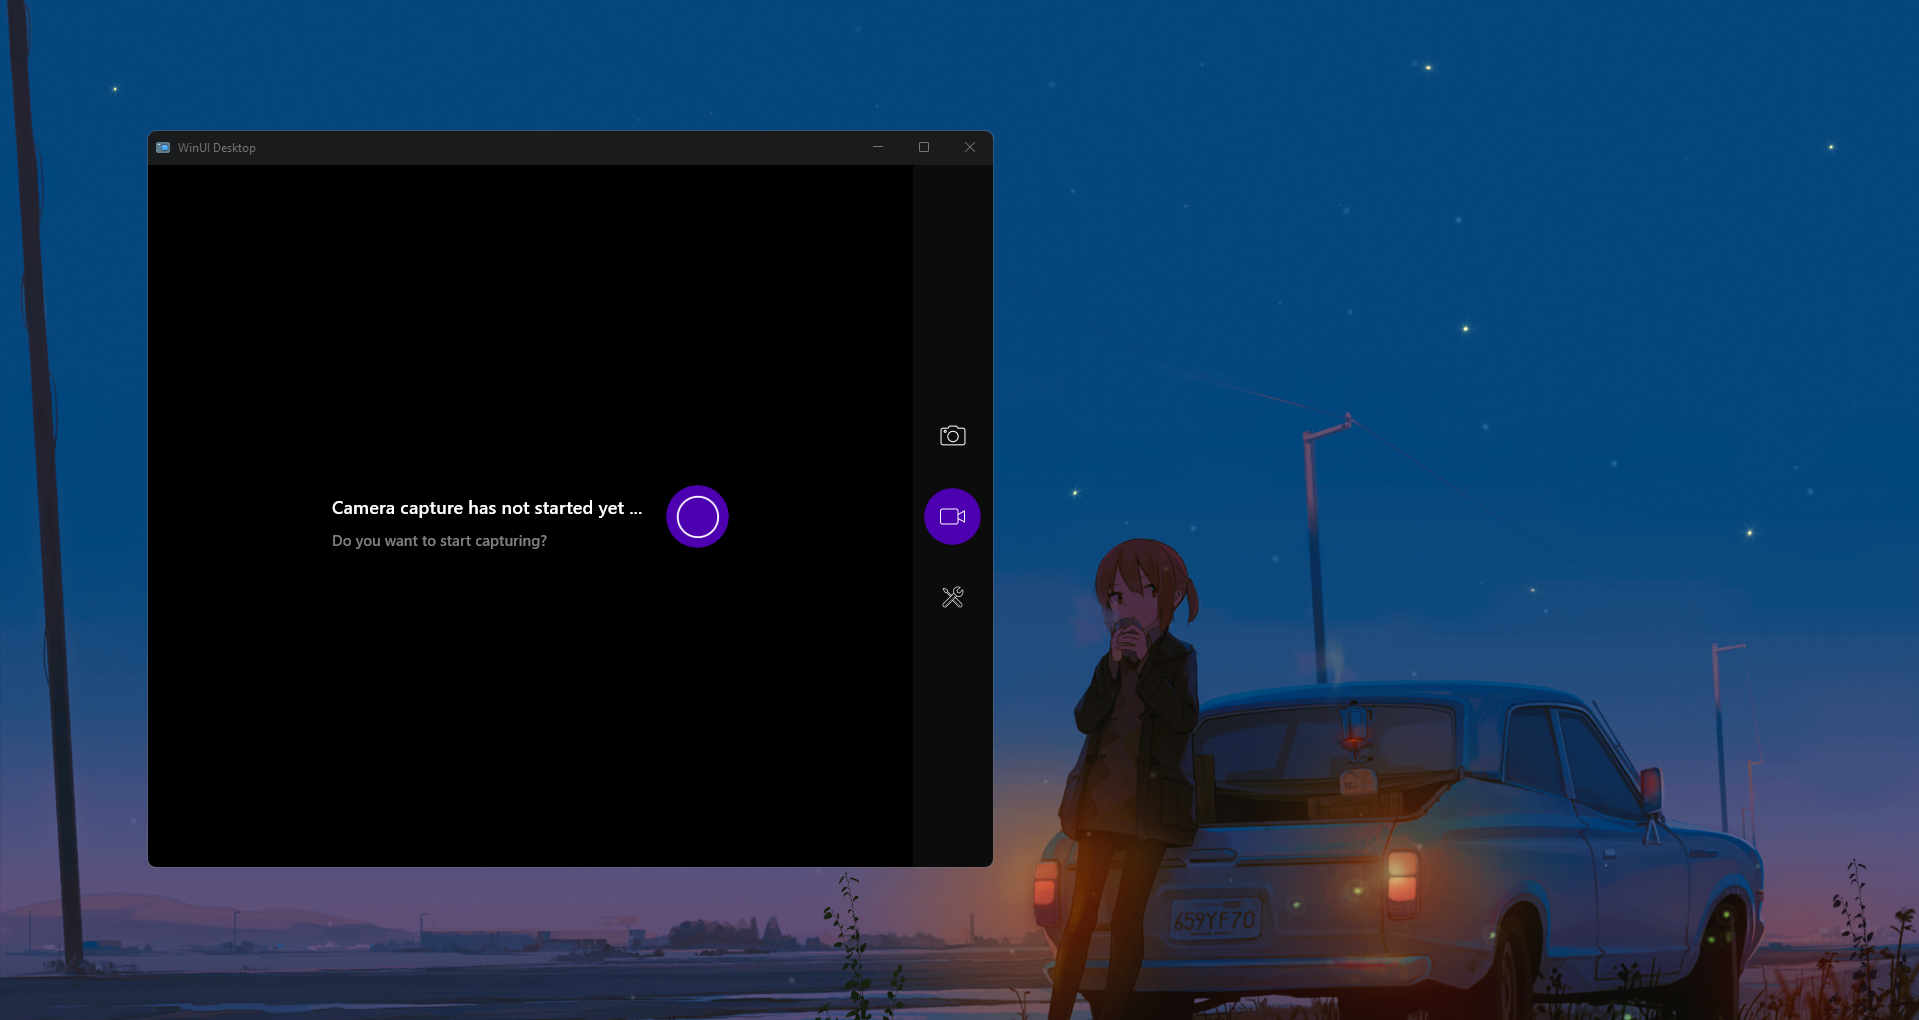 WinUI Desktop
Camera capture has not started yet ...
Do you want to start capturing?
659YF70